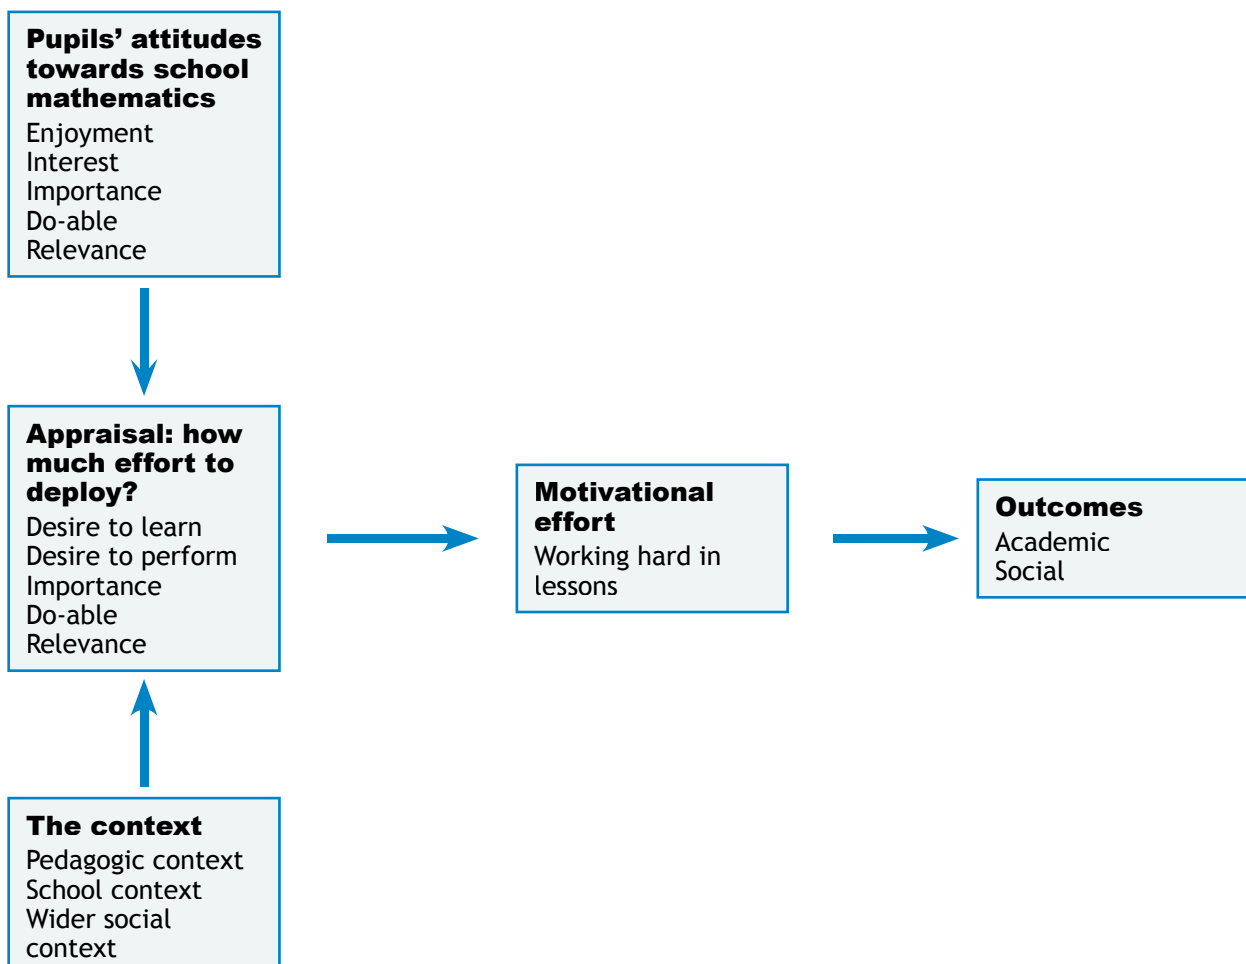 Pupils’ attitudes
towards school
mathematics
Enjoyment
Interest
Importance
Do-able
Relevance
Appraisal: how
much effort to
deploy?
Desire to learn
Desire to perform
Importance
Do-able
Relevance
Motivational
effort
Working hard in
lessons
Outcomes
Academic
Social
The context
Pedagogic context
School context
Wider social
context